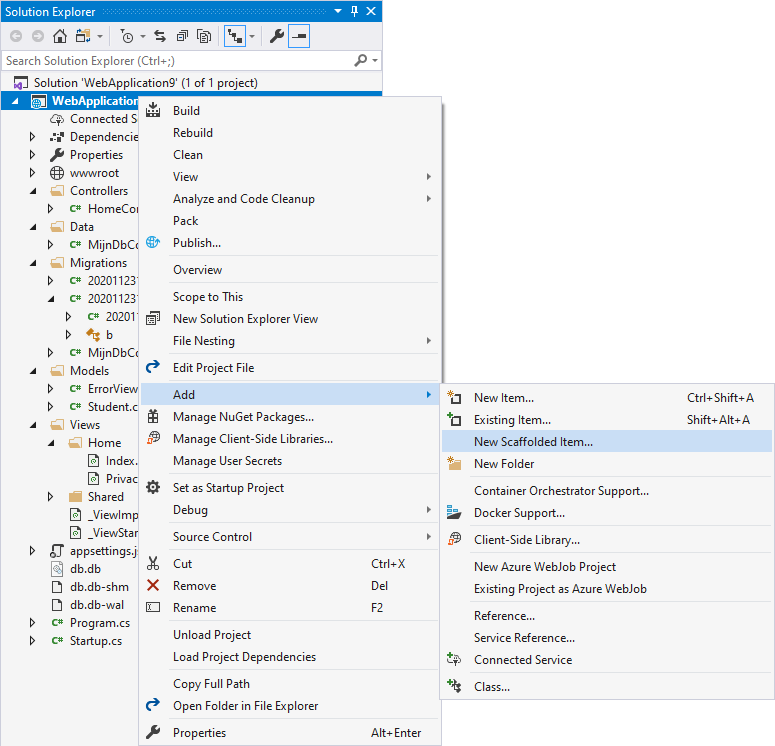 Solution Explorer
Search Solution Explorer (Ctrl+;)
Solution 'WebApplication9' (1 of 1 project)
WebApplication
Connected S
Dependencie
Properties
wwwroot
Controllers
C# HomeCon
Data
C# MijnDbCo
Migrations
C# 202011231
C# 202011231
C# 20201
b
C# MijnDbCo
Models
C# ErrorView
C# Student.c
Views
Home
Index.
Privac
Shared
_ViewImp
_ViewStar
appsettings.js
db.db
db.db-shm
db.db-wal
C# Program.cs
C# Startup.cs
Build
Rebuild
Clean
View
Analyze and Code Cleanup
Pack
Publish...
Overview
Scope to This
New Solution Explorer View
File Nesting
Edit Project File
Add
Manage NuGet Packages...
Manage Client-Side Libraries...
Manage User Secrets
Set as Startup Project
Debug
Source Control
Cut Ctrl+X
Remove Del
Rename F2
Unload Project
Load Project Dependencies
Copy Full Path
Open Folder in File Explorer
Properties Alt+Enter
New Item... Ctrl+Shift+A
Existing Item... Shift+Alt+A
New Scaffolded Item...
New Folder
Container Orchestrator Support...
Docker Support...
Client-Side Library...
New Azure WebJob Project
Existing Project as Azure WebJob
Reference...
Service Reference...
Connected Service
Class...